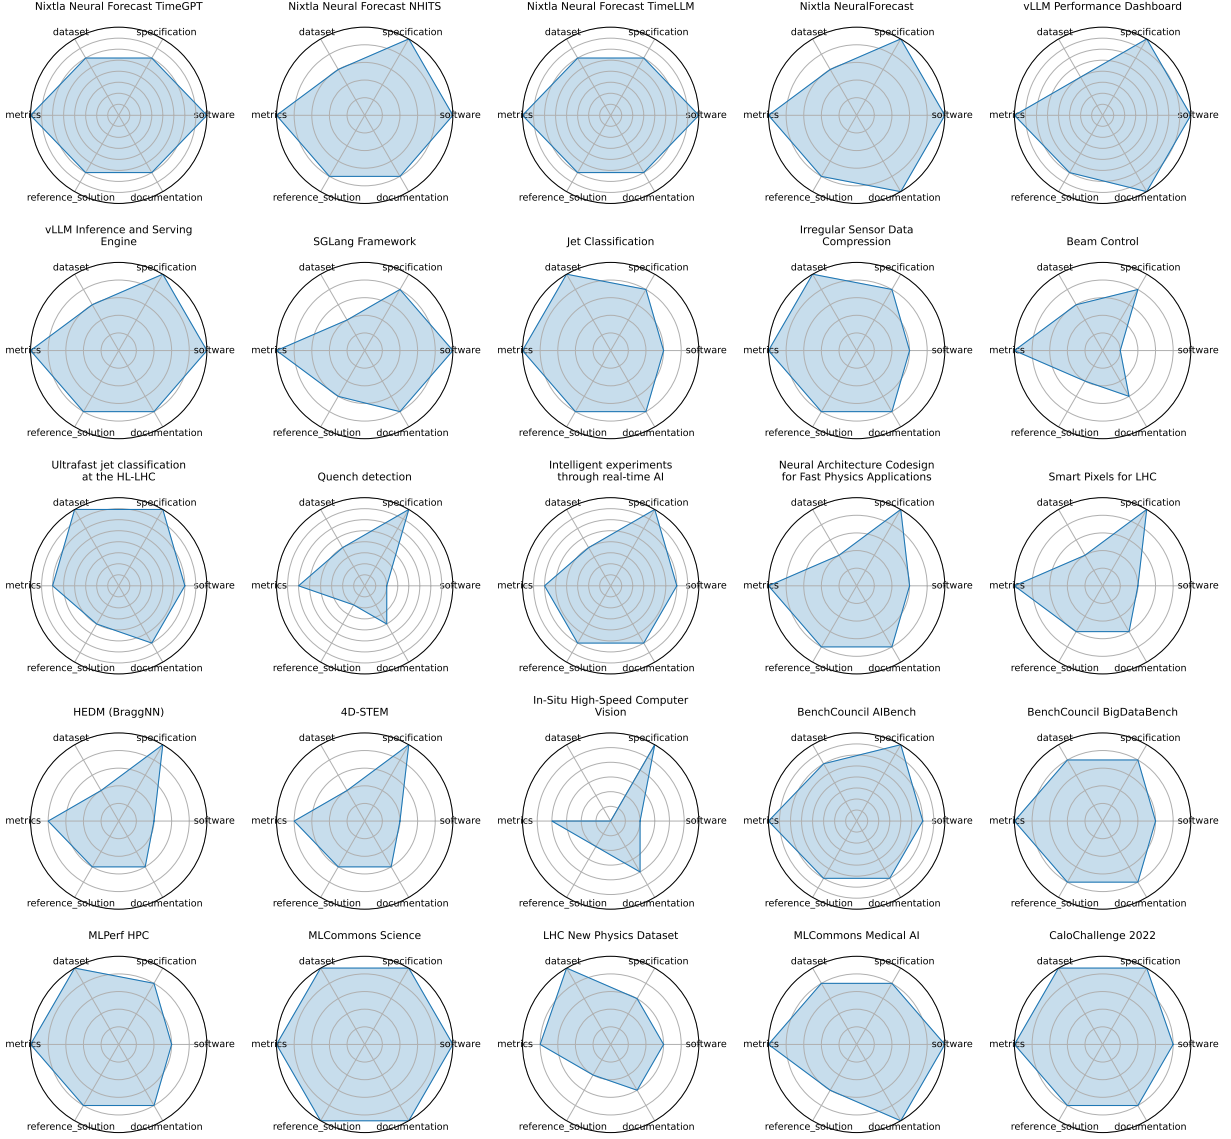 Nixtla Neural Forecast TimeGPT
dataset
specification
metrics
software
reference_solution
documentation
Nixtla Neural Forecast NHITS
dataset
specification
metrics
software
reference_solution
documentation
Nixtla Neural Forecast TimeLLM
dataset
specification
metrics
software
reference_solution
documentation
Nixtla NeuralForecast
dataset
specification
metrics
software
reference_solution
documentation
vLLM Performance Dashboard
dataset
specification
metrics
software
reference_solution
documentation
vLLM Inference and Serving
Engine
dataset
specification
metrics
software
reference_solution
documentation
SGLang Framework
dataset
specification
metrics
software
reference_solution
documentation
Jet Classification
dataset
specification
metrics
software
reference_solution
documentation
Irregular Sensor Data
Compression
dataset
specification
metrics
software
reference_solution
documentation
Beam Control
dataset
specification
metrics
software
reference_solution
documentation
Ultrafast jet classification
at the HL-LHC
dataset
specification
metrics
software
reference_solution
documentation
Quench detection
dataset
specification
metrics
software
reference_solution
documentation
Intelligent experiments
through real-time AI
dataset
specification
metrics
software
reference_solution
documentation
Neural Architecture Codesign
for Fast Physics Applications
dataset
specification
metrics
software
reference_solution
documentation
Smart Pixels for LHC
dataset
specification
metrics
software
reference_solution
documentation
HEDM (BraggNN)
dataset
specification
metrics
software
reference_solution
documentation
4D-STEM
dataset
specification
metrics
software
reference_solution
documentation
In-Situ High-Speed Computer
Vision
dataset
specification
metrics
software
reference_solution
documentation
BenchCouncil AIBench
dataset
specification
metrics
software
reference_solution
documentation
BenchCouncil BigDataBench
dataset
specification
metrics
software
reference_solution
documentation
MLPerf HPC
dataset
specification
metrics
software
reference_solution
documentation
MLCommons Science
dataset
specification
metrics
software
reference_solution
documentation
LHC New Physics Dataset
dataset
specification
metrics
software
reference_solution
documentation
MLCommons Medical AI
dataset
specification
metrics
software
reference_solution
documentation
CaloChallenge 2022
dataset
specification
metrics
software
reference_solution
documentation